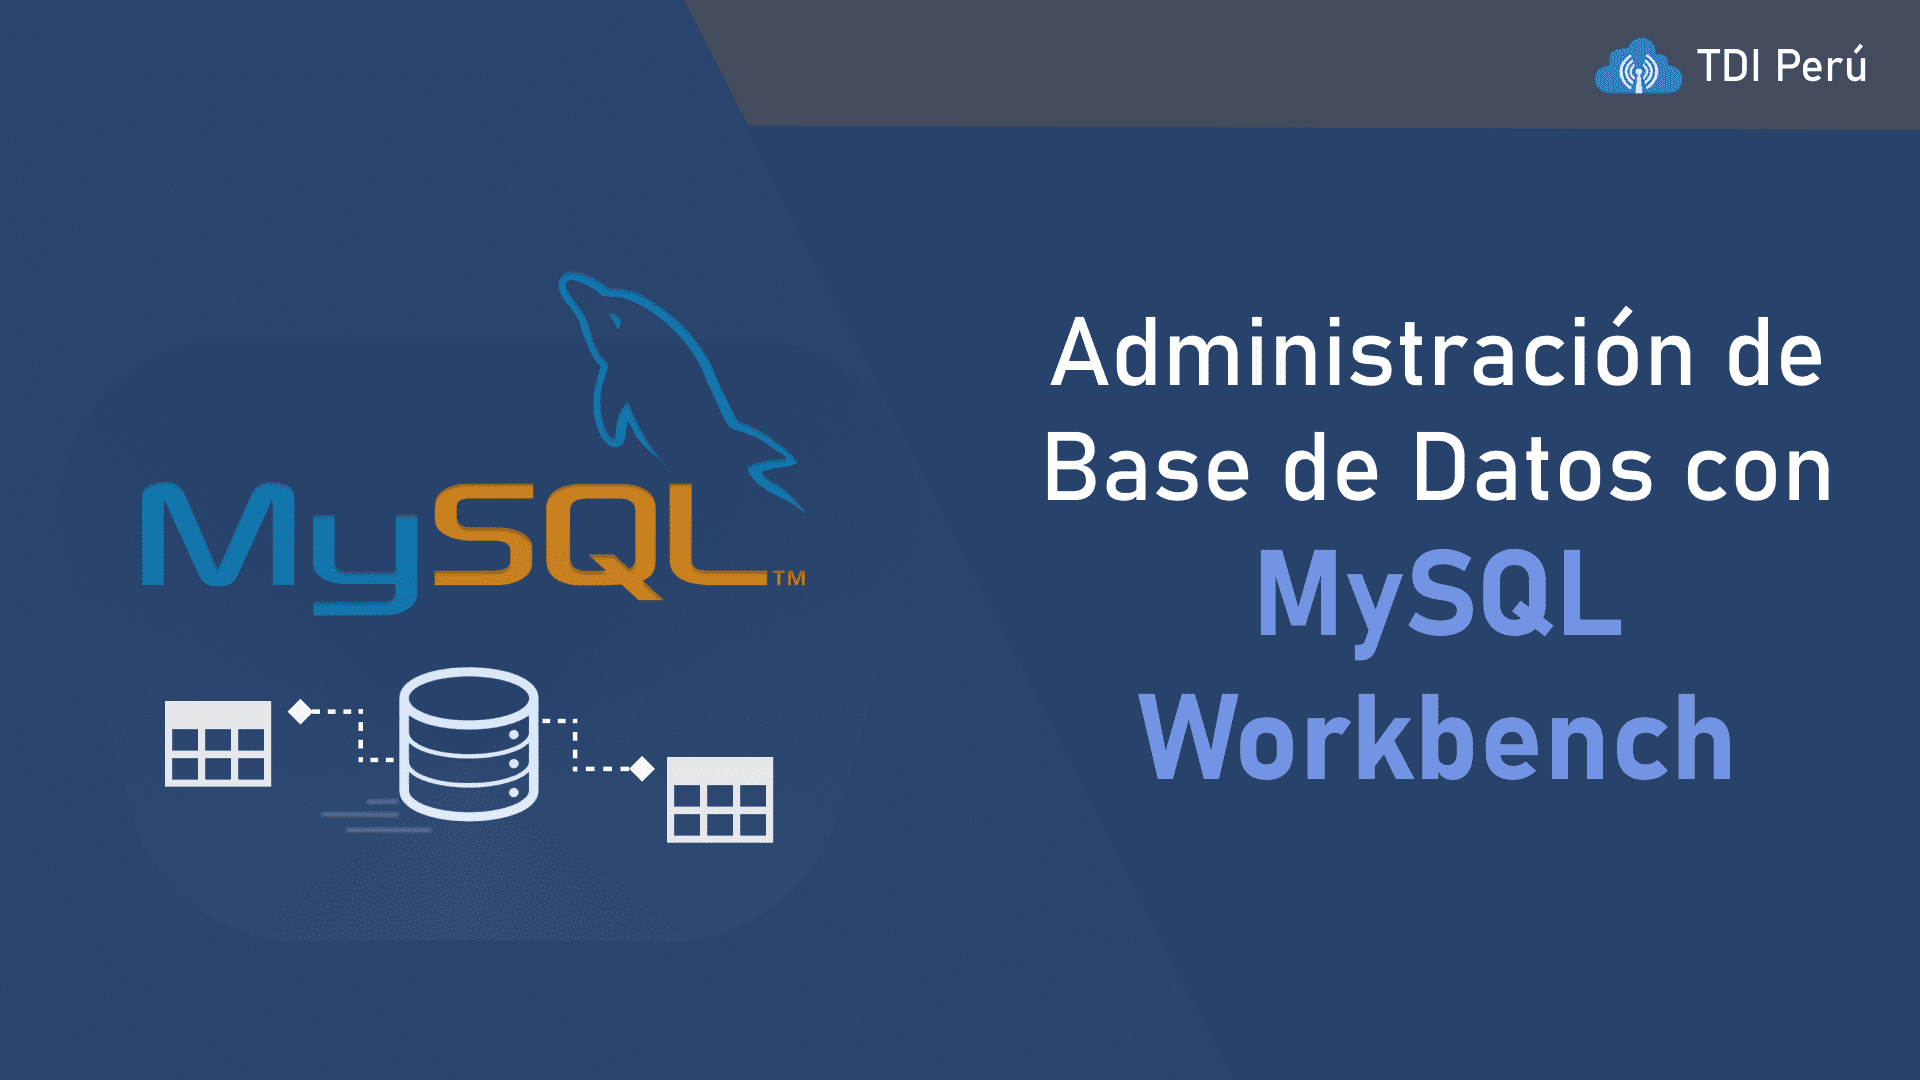 TDI Perú
MySQL™
Administración de
Base de Datos con
MySQL
Workbench